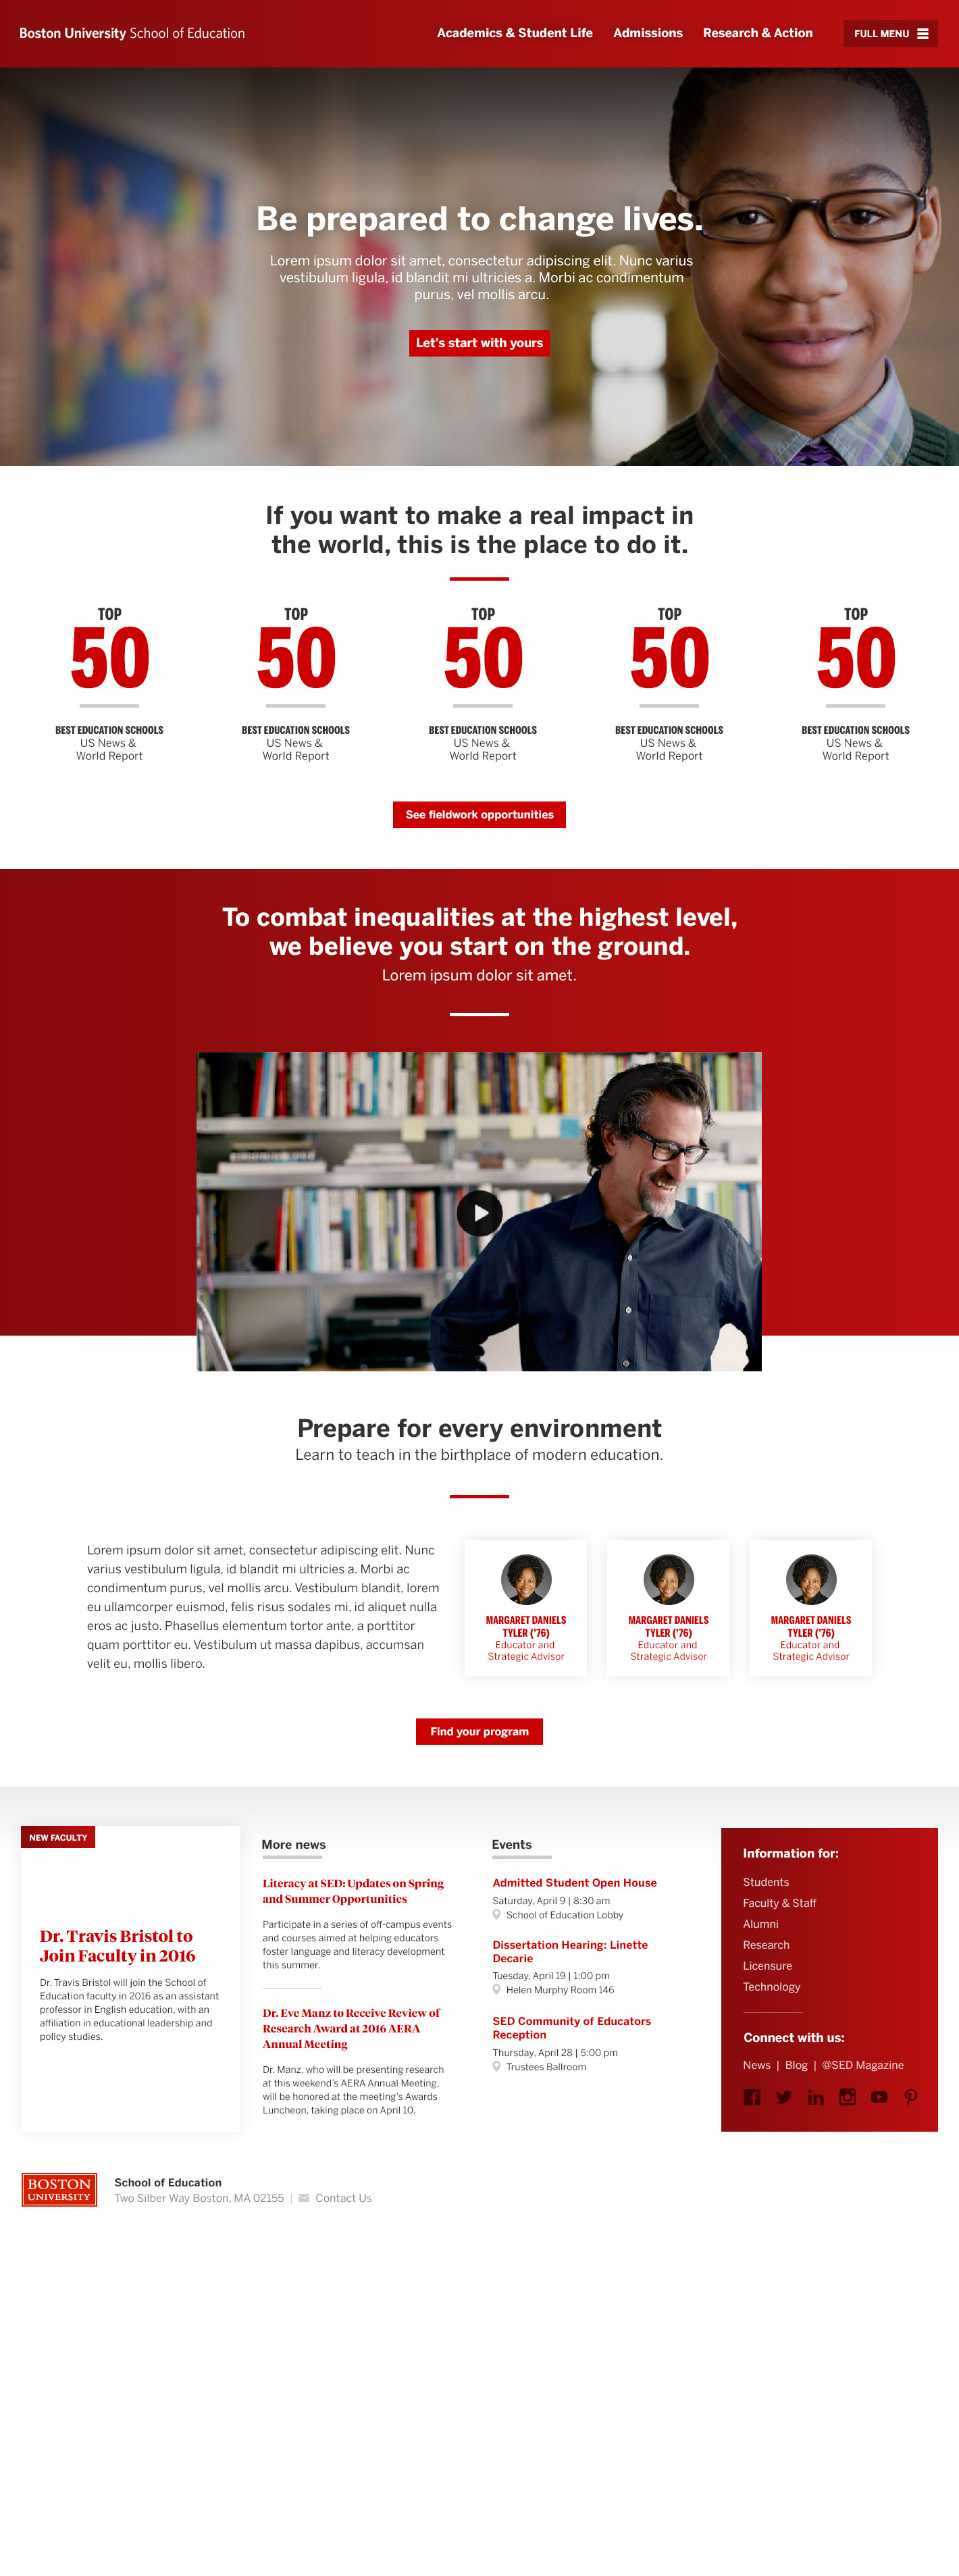 Boston University School of Education
Academics & Student Life
Admissions
Research & Action
FULL MENU
Be prepared to change lives.
Lorem ipsum dolor sit amet, consectetur adipiscing elit. Nunc varius
vestibulum ligula, id blandit mi ultricies a. Morbi ac condimentum
purus, vel mollis arcu.
Let's start with yours
If you want to make a real impact in
the world, this is the place to do it.
TOP
50
BEST EDUCATION SCHOOLS
US News &
World Report
TOP
50
BEST EDUCATION SCHOOLS
US News &
World Report
TOP
50
BEST EDUCATION SCHOOLS
US News &
World Report
TOP
50
BEST EDUCATION SCHOOLS
US News &
World Report
TOP
50
BEST EDUCATION SCHOOLS
US News &
World Report
See fieldwork opportunities
To combat inequalities at the highest level,
we believe you start on the ground.
Lorem ipsum dolor sit amet.
Prepare for every environment
Learn to teach in the birthplace of modern education.
Lorem ipsum dolor sit amet, consectetur adipiscing elit. Nunc
varius vestibulum ligula, id blandit mi ultricies a. Morbi ac
condimentum purus, vel mollis arcu. Vestibulum blandit, lorem
eu ullamcorper euismod, felis risus sodales mi, id aliquet nulla
eros ac justo. Phasellus elementum tortor ante, a porttitor
quam porttitor eu. Vestibulum ut massa dapibus, accumsan
velit eu, mollis libero.
MARGARET DANIELS
TYLER ('76)
Educator and
Strategic Advisor
MARGARET DANIELS
TYLER ('76)
Educator and
Strategic Advisor
MARGARET DANIELS
TYLER ('76)
Educator and
Strategic Advisor
Find your program
NEW FACULTY
Dr. Travis Bristol to
Join Faculty in 2016
Dr. Travis Bristol will join the School of
Education faculty in 2016 as an assistant
professor in English education, with an
affiliation in educational leadership and
policy studies.
More news
Literacy at SED: Updates on Spring
and Summer Opportunities
Participate in a series of off-campus events
and courses aimed at helping educators
foster language and literacy development
this summer.
Dr. Eve Manz to Receive Review of
Research Award at 2016 AERA
Annual Meeting
Dr. Manz, who will be presenting research
at this weekend's AERA Annual Meeting,
will be honored at the meeting's Awards
Luncheon, taking place on April 10.
Events
Admitted Student Open House
Saturday, April 9 | 8:30 am
School of Education Lobby
Dissertation Hearing: Linette
Decarie
Tuesday, April 19 | 1:00 pm
Helen Murphy Room 146
SED Community of Educators
Reception
Thursday, April 28 | 5:00 pm
Trustees Ballroom
Information for:
Students
Faculty & Staff
Alumni
Research
Licensure
Technology
Connect with us:
News | Blog | @SED Magazine
BOSTON
UNIVERSITY
School of Education
Two Silber Way Boston, MA 02155 | Contact Us